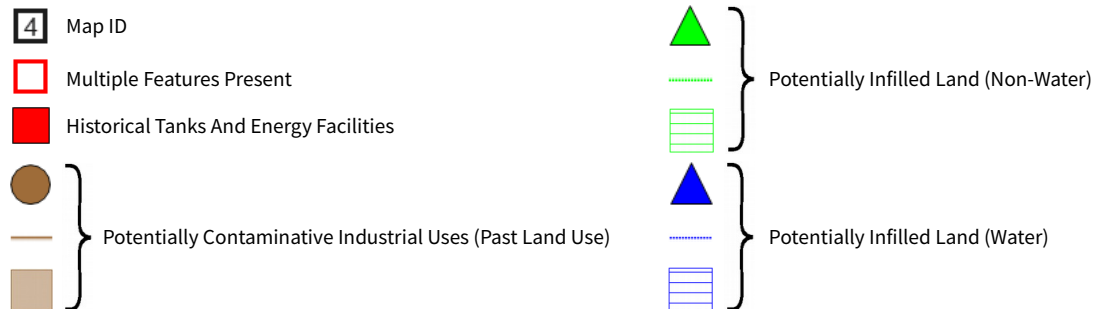 4 Map ID
Multiple Features Present
Historical Tanks And Energy Facilities
Potentially Contaminative Industrial Uses (Past Land Use)
Potentially Infilled Land (Non-Water)
Potentially Infilled Land (Water)